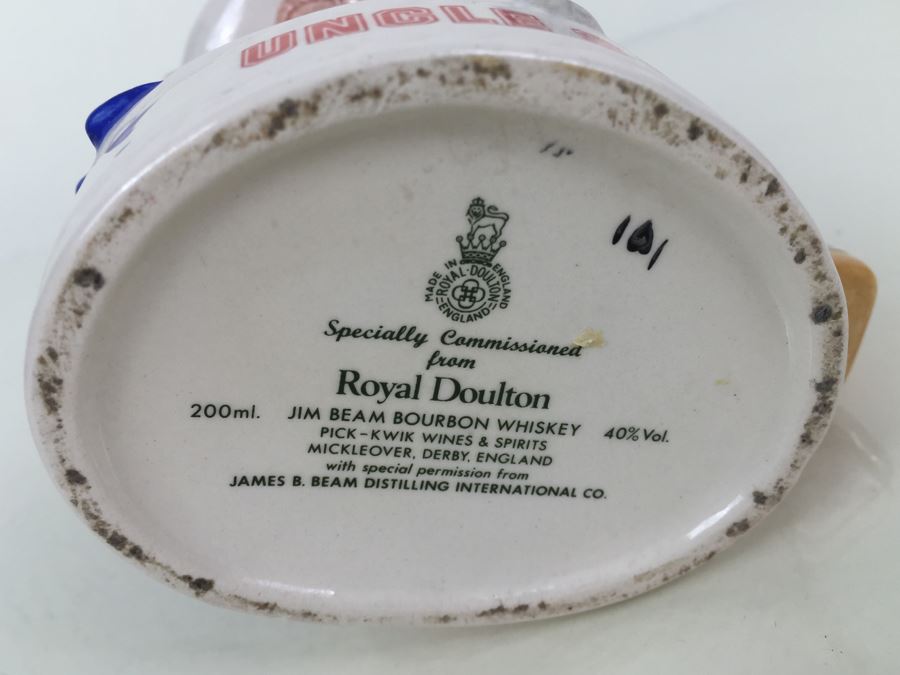 UNCLE
MADE IN ENGLAND
ROYAL·DOULTON
ENGLAND
Specially Commissioned
from
Royal Doulton
200ml. JIM BEAM BOURBON WHISKEY 40% Vol.
PICK-KWIK WINES & SPIRITS
MICKLEOVER, DERBY, ENGLAND
with special permission from
JAMES B. BEAM DISTILLING INTERNATIONAL CO.